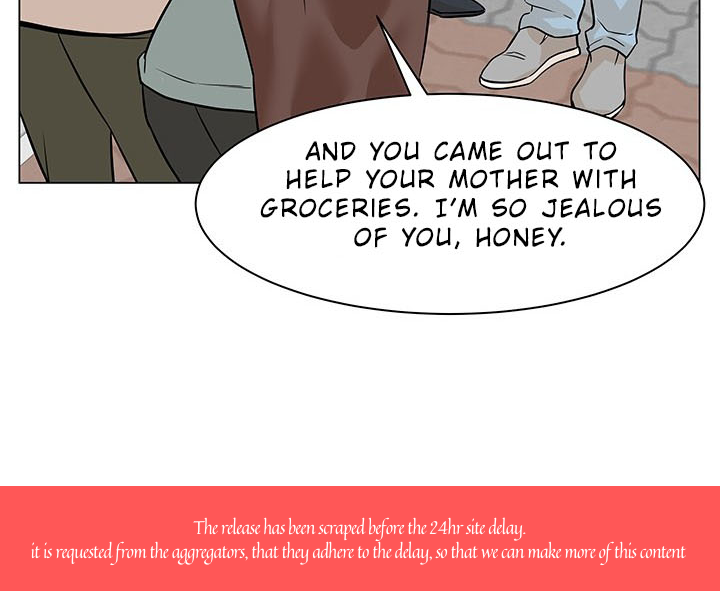 AND YOU CAME OUT TO
HELP YOUR MOTHER WITH
GROCERIES. I'M SO JEALOUS
OF YOU, HONEY.
The release has been scraped before the 24hr site delay.
it is requested from the aggregators, that they adhere to the delay, so that we can make more of this content